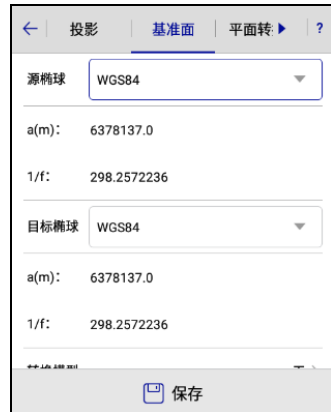 ← 投影 基准面 平面转 ▶ ?
源椭球 WGS84
a(m): 6378137.0
1/f: 298.2572236
目标椭球 WGS84
a(m): 6378137.0
1/f: 298.2572236
保存